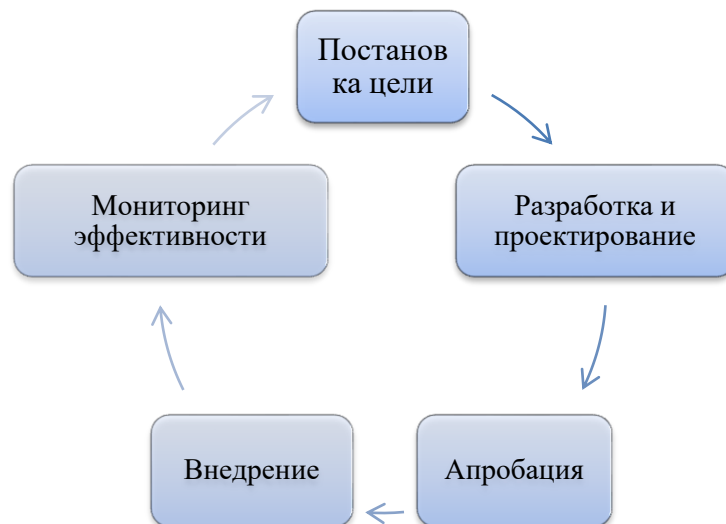 Постанов
ка цели
Разработка и
проектирование
Апробация
Внедрение
Мониторинг
эффективности